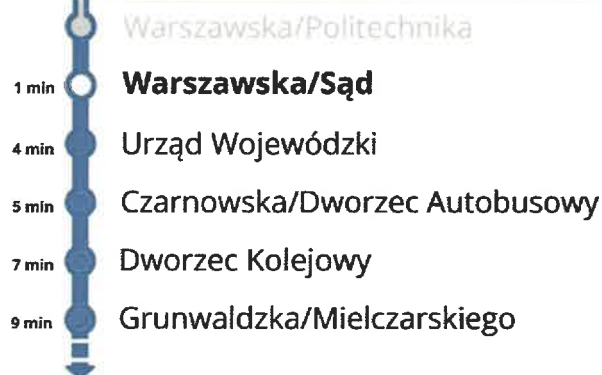 Warszawska/Politechnika
1 min Warszawska/Sąd
4 min Urząd Wojewódzki
5 min Czarnowska/Dworzec Autobusowy
7 min Dworzec Kolejowy
9 min Grunwaldzka/Mielczarskiego